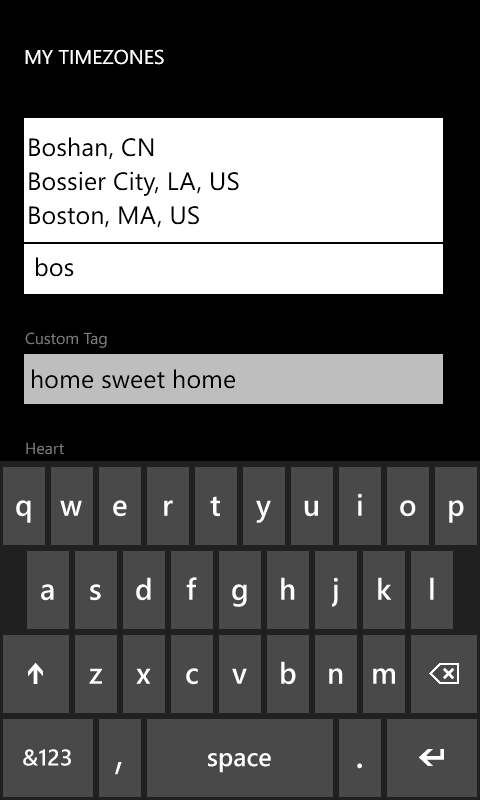 MY TIMEZONES
Boshan, CN
Bossier City, LA, US
Boston, MA, US
bos
Custom Tag
home sweet home
Heart
q w e r t y u i o p
a s d f g h j k l
z x c v b n m
&123 , space .